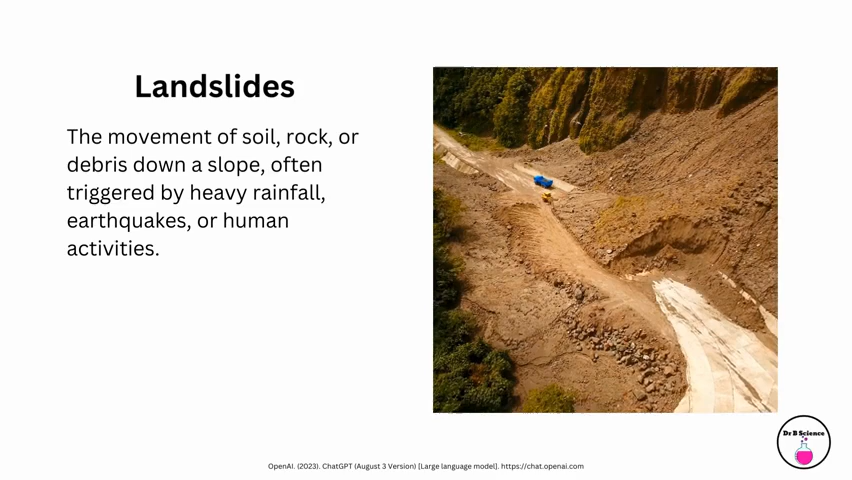 Landslides
The movement of soil, rock, or
debris down a slope, often
triggered by heavy rainfall,
earthquakes, or human
activities.
Dr B Science
OpenAI. (2023). ChatGPT (August 3 Version) [Large language model]. https://chat.openai.com